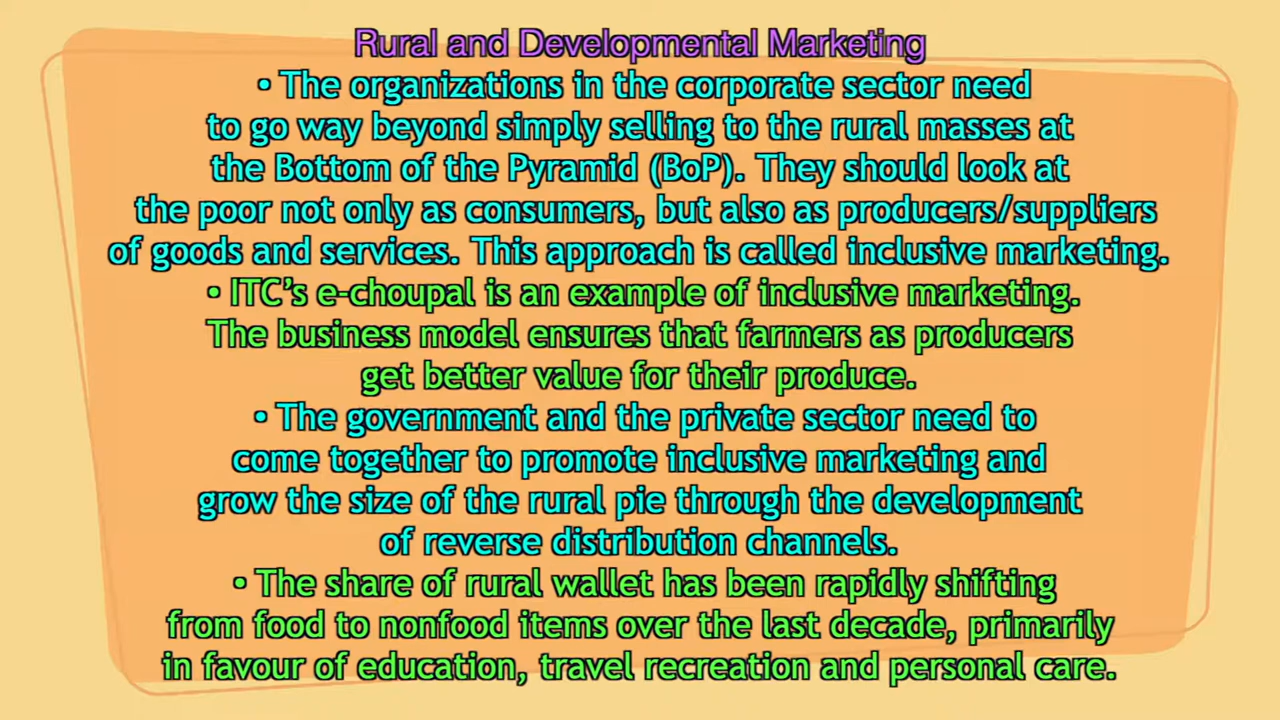 Rural and Developmental Marketing
• The organizations in the corporate sector need
to go way beyond simply selling to the rural masses at
the Bottom of the Pyramid (BoP). They should look at
the poor not only as consumers, but also as producers/suppliers
of goods and services. This approach is called inclusive marketing.
• ITC’s e-choupal is an example of inclusive marketing.
The business model ensures that farmers as producers
get better value for their produce.
• The government and the private sector need to
come together to promote inclusive marketing and
grow the size of the rural pie through the development
of reverse distribution channels.
• The share of rural wallet has been rapidly shifting
from food to nonfood items over the last decade, primarily
in favour of education, travel recreation and personal care.